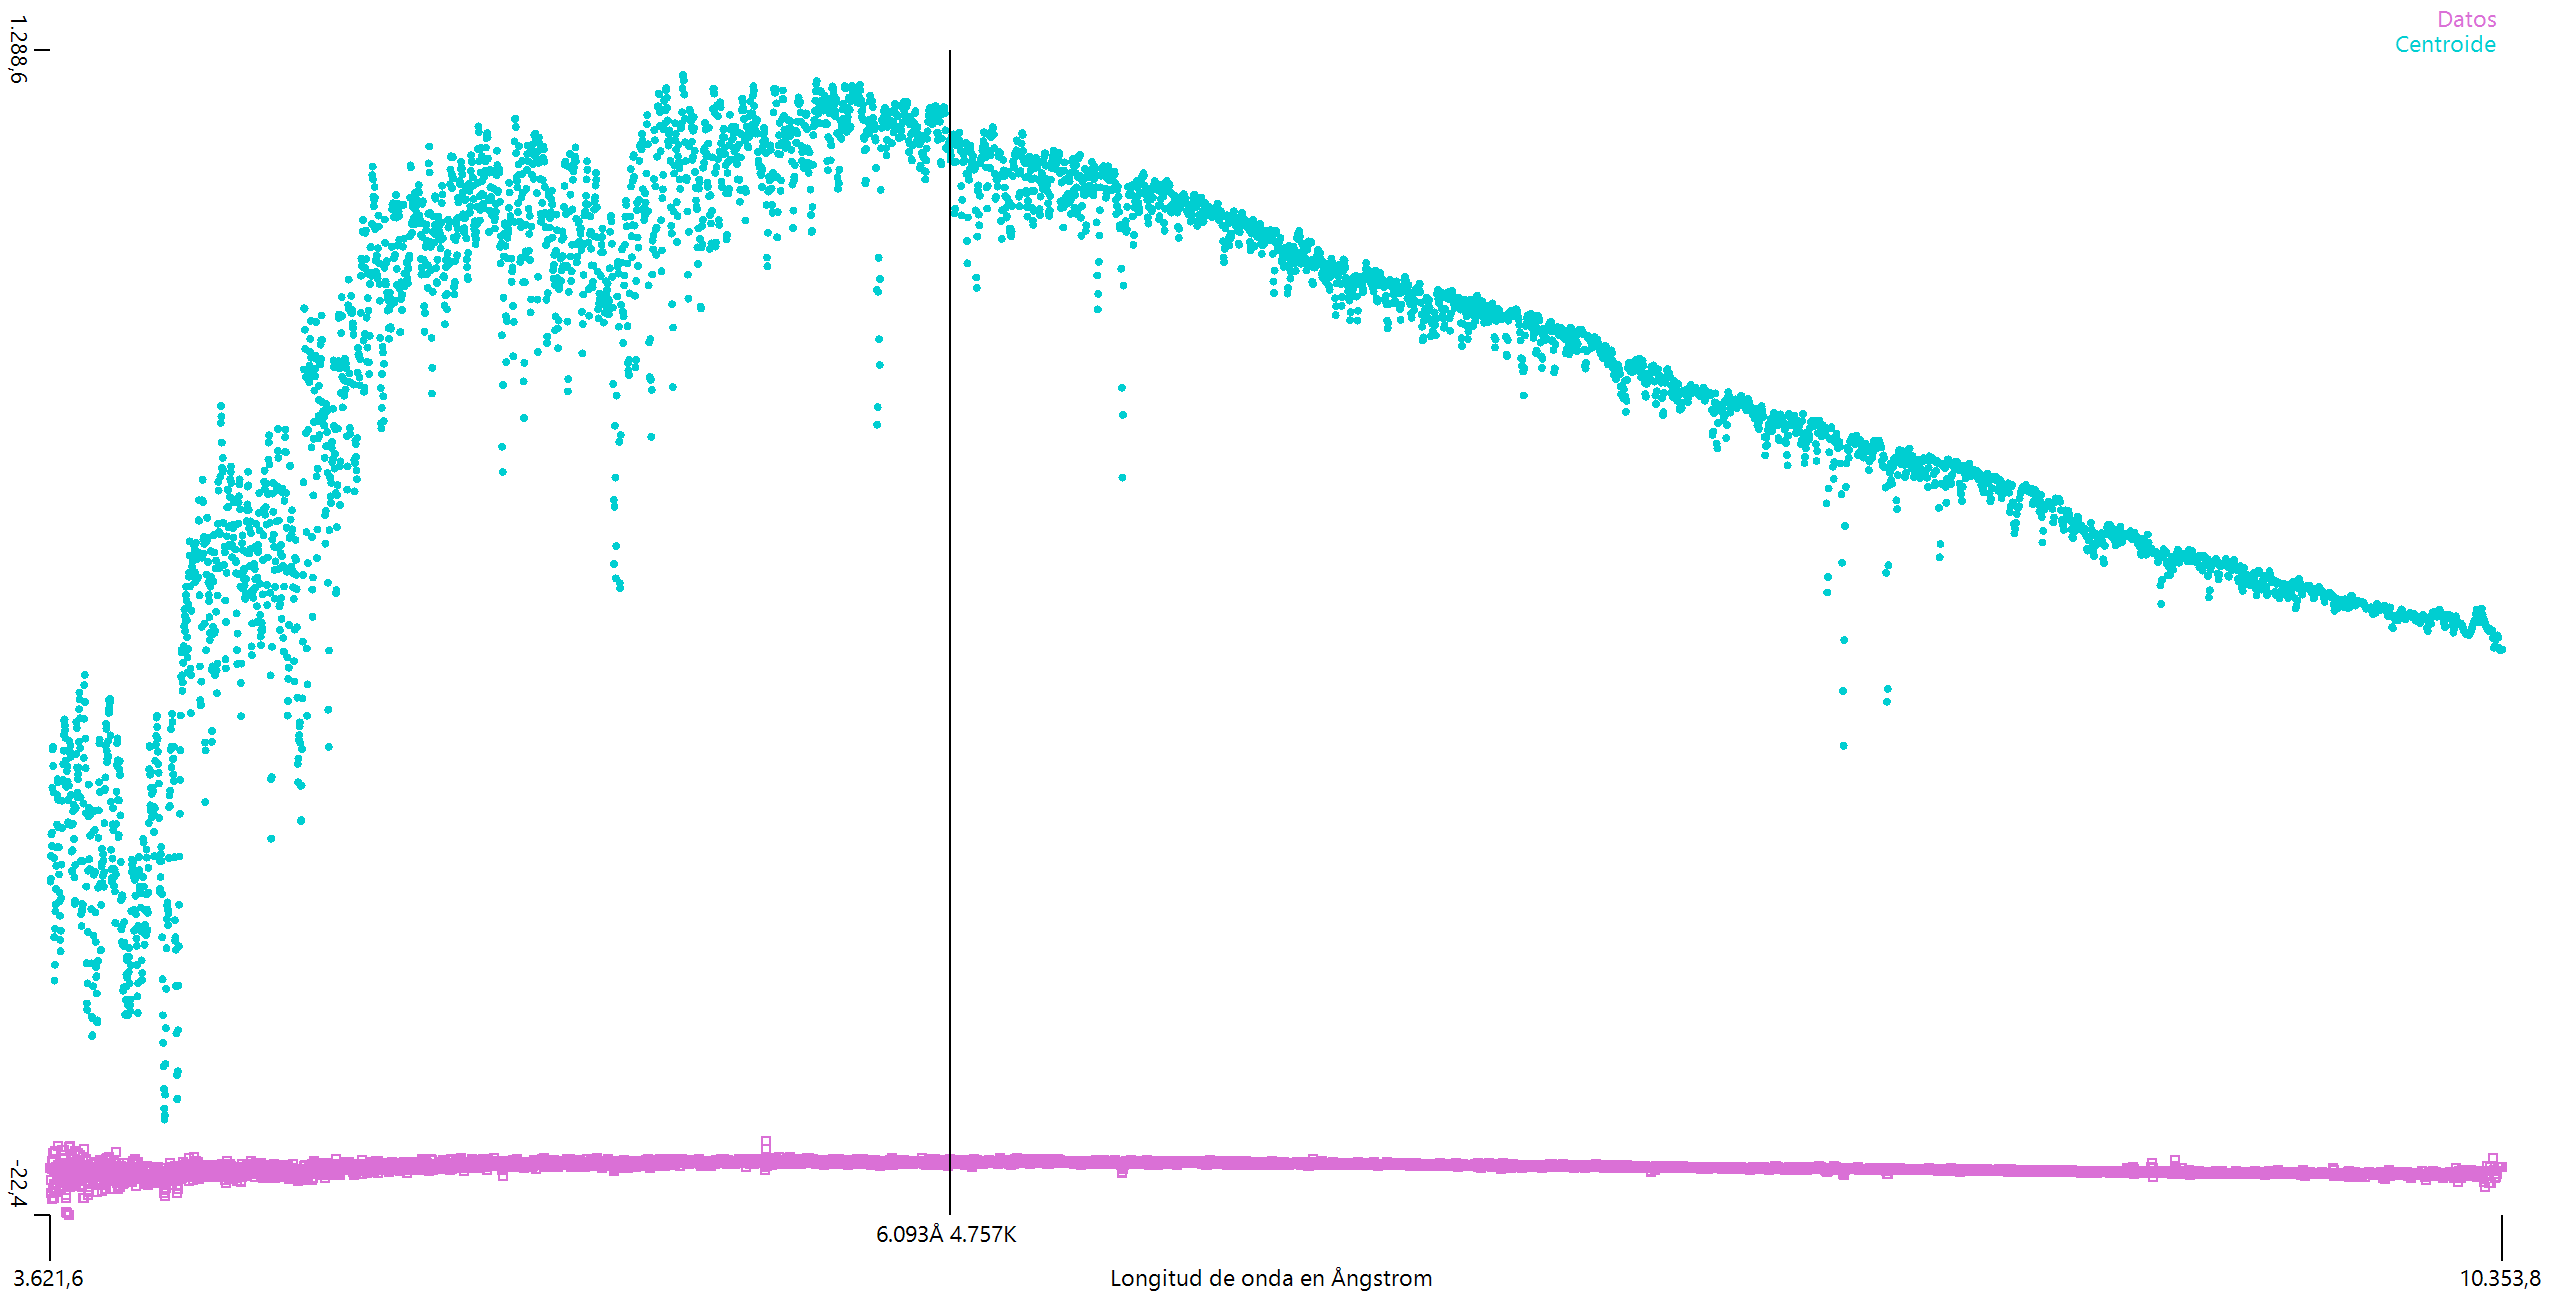 Datos
Centroide
1.288,6
-22,4
6.093Å 4.757K
3.621,6
Longitud de onda en Ångstrom
10.353,8